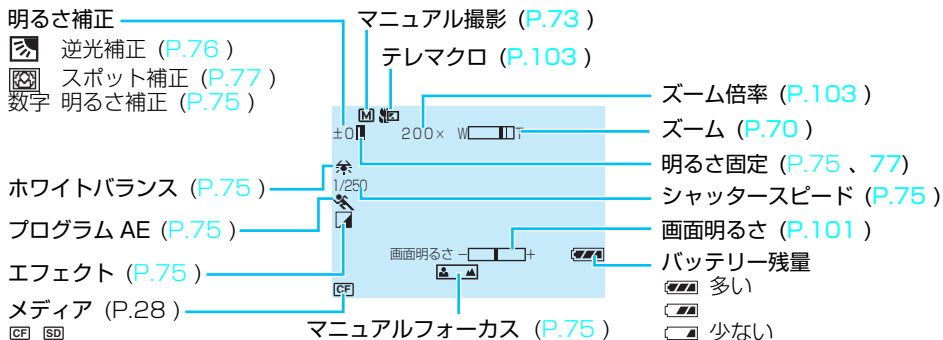 明るさ補正
逆光補正 (P.76 )
スポット補正 (P.77 )
数字 明るさ補正 (P.75 )
ホワイトバランス (P.75 )
プログラム AE (P.75 )
エフェクト (P.75 )
メディア (P.28 )
CF SD
マニュアル撮影 (P.73 )
テレマクロ (P.103 )
M
±0 200× W T
1/250
画面明るさ − +
CF
マニュアルフォーカス (P.75 )
ズーム倍率 (P.103 )
ズーム (P.70 )
明るさ固定 (P.75 、77)
シャッタースピード (P.75 )
画面明るさ (P.101 )
バッテリー残量
多い
少ない